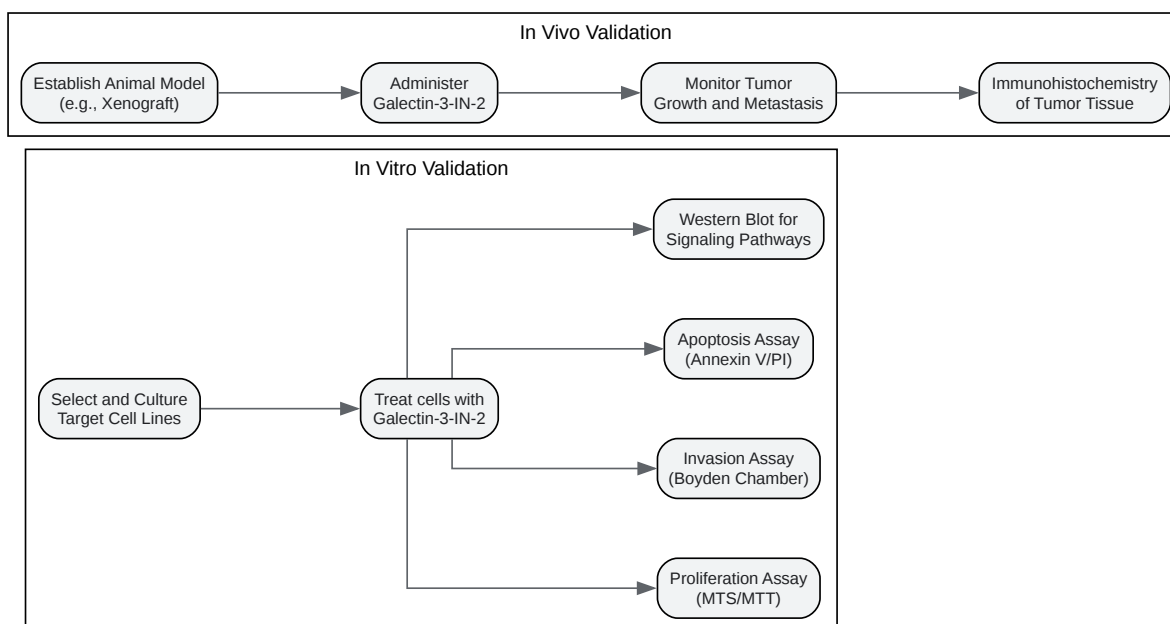 In Vivo Validation
Establish Animal Model
(e.g., Xenograft)
Administer
Galectin-3-IN-2
Monitor Tumor
Growth and Metastasis
Immunohistochemistry
of Tumor Tissue
In Vitro Validation
Select and Culture
Target Cell Lines
Treat cells with
Galectin-3-IN-2
Western Blot for
Signaling Pathways
Apoptosis Assay
(Annexin V/PI)
Invasion Assay
(Boyden Chamber)
Proliferation Assay
(MTS/MTT)